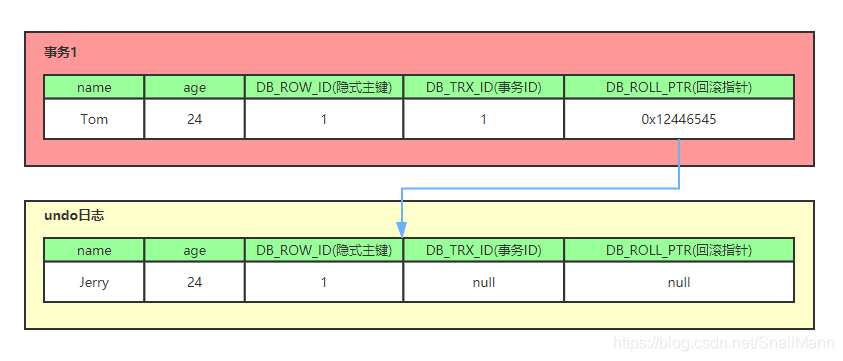 事务1
name age DB_ROW_ID(隐式主键) DB_TRX_ID(事务ID) DB_ROLL_PTR(回滚指针)
Tom 24 1 1 0x12446545
undo日志
name age DB_ROW_ID(隐式主键) DB_TRX_ID(事务ID) DB_ROLL_PTR(回滚指针)
Jerry 24 1 null null
https://blog.csdn.net/SnailMann